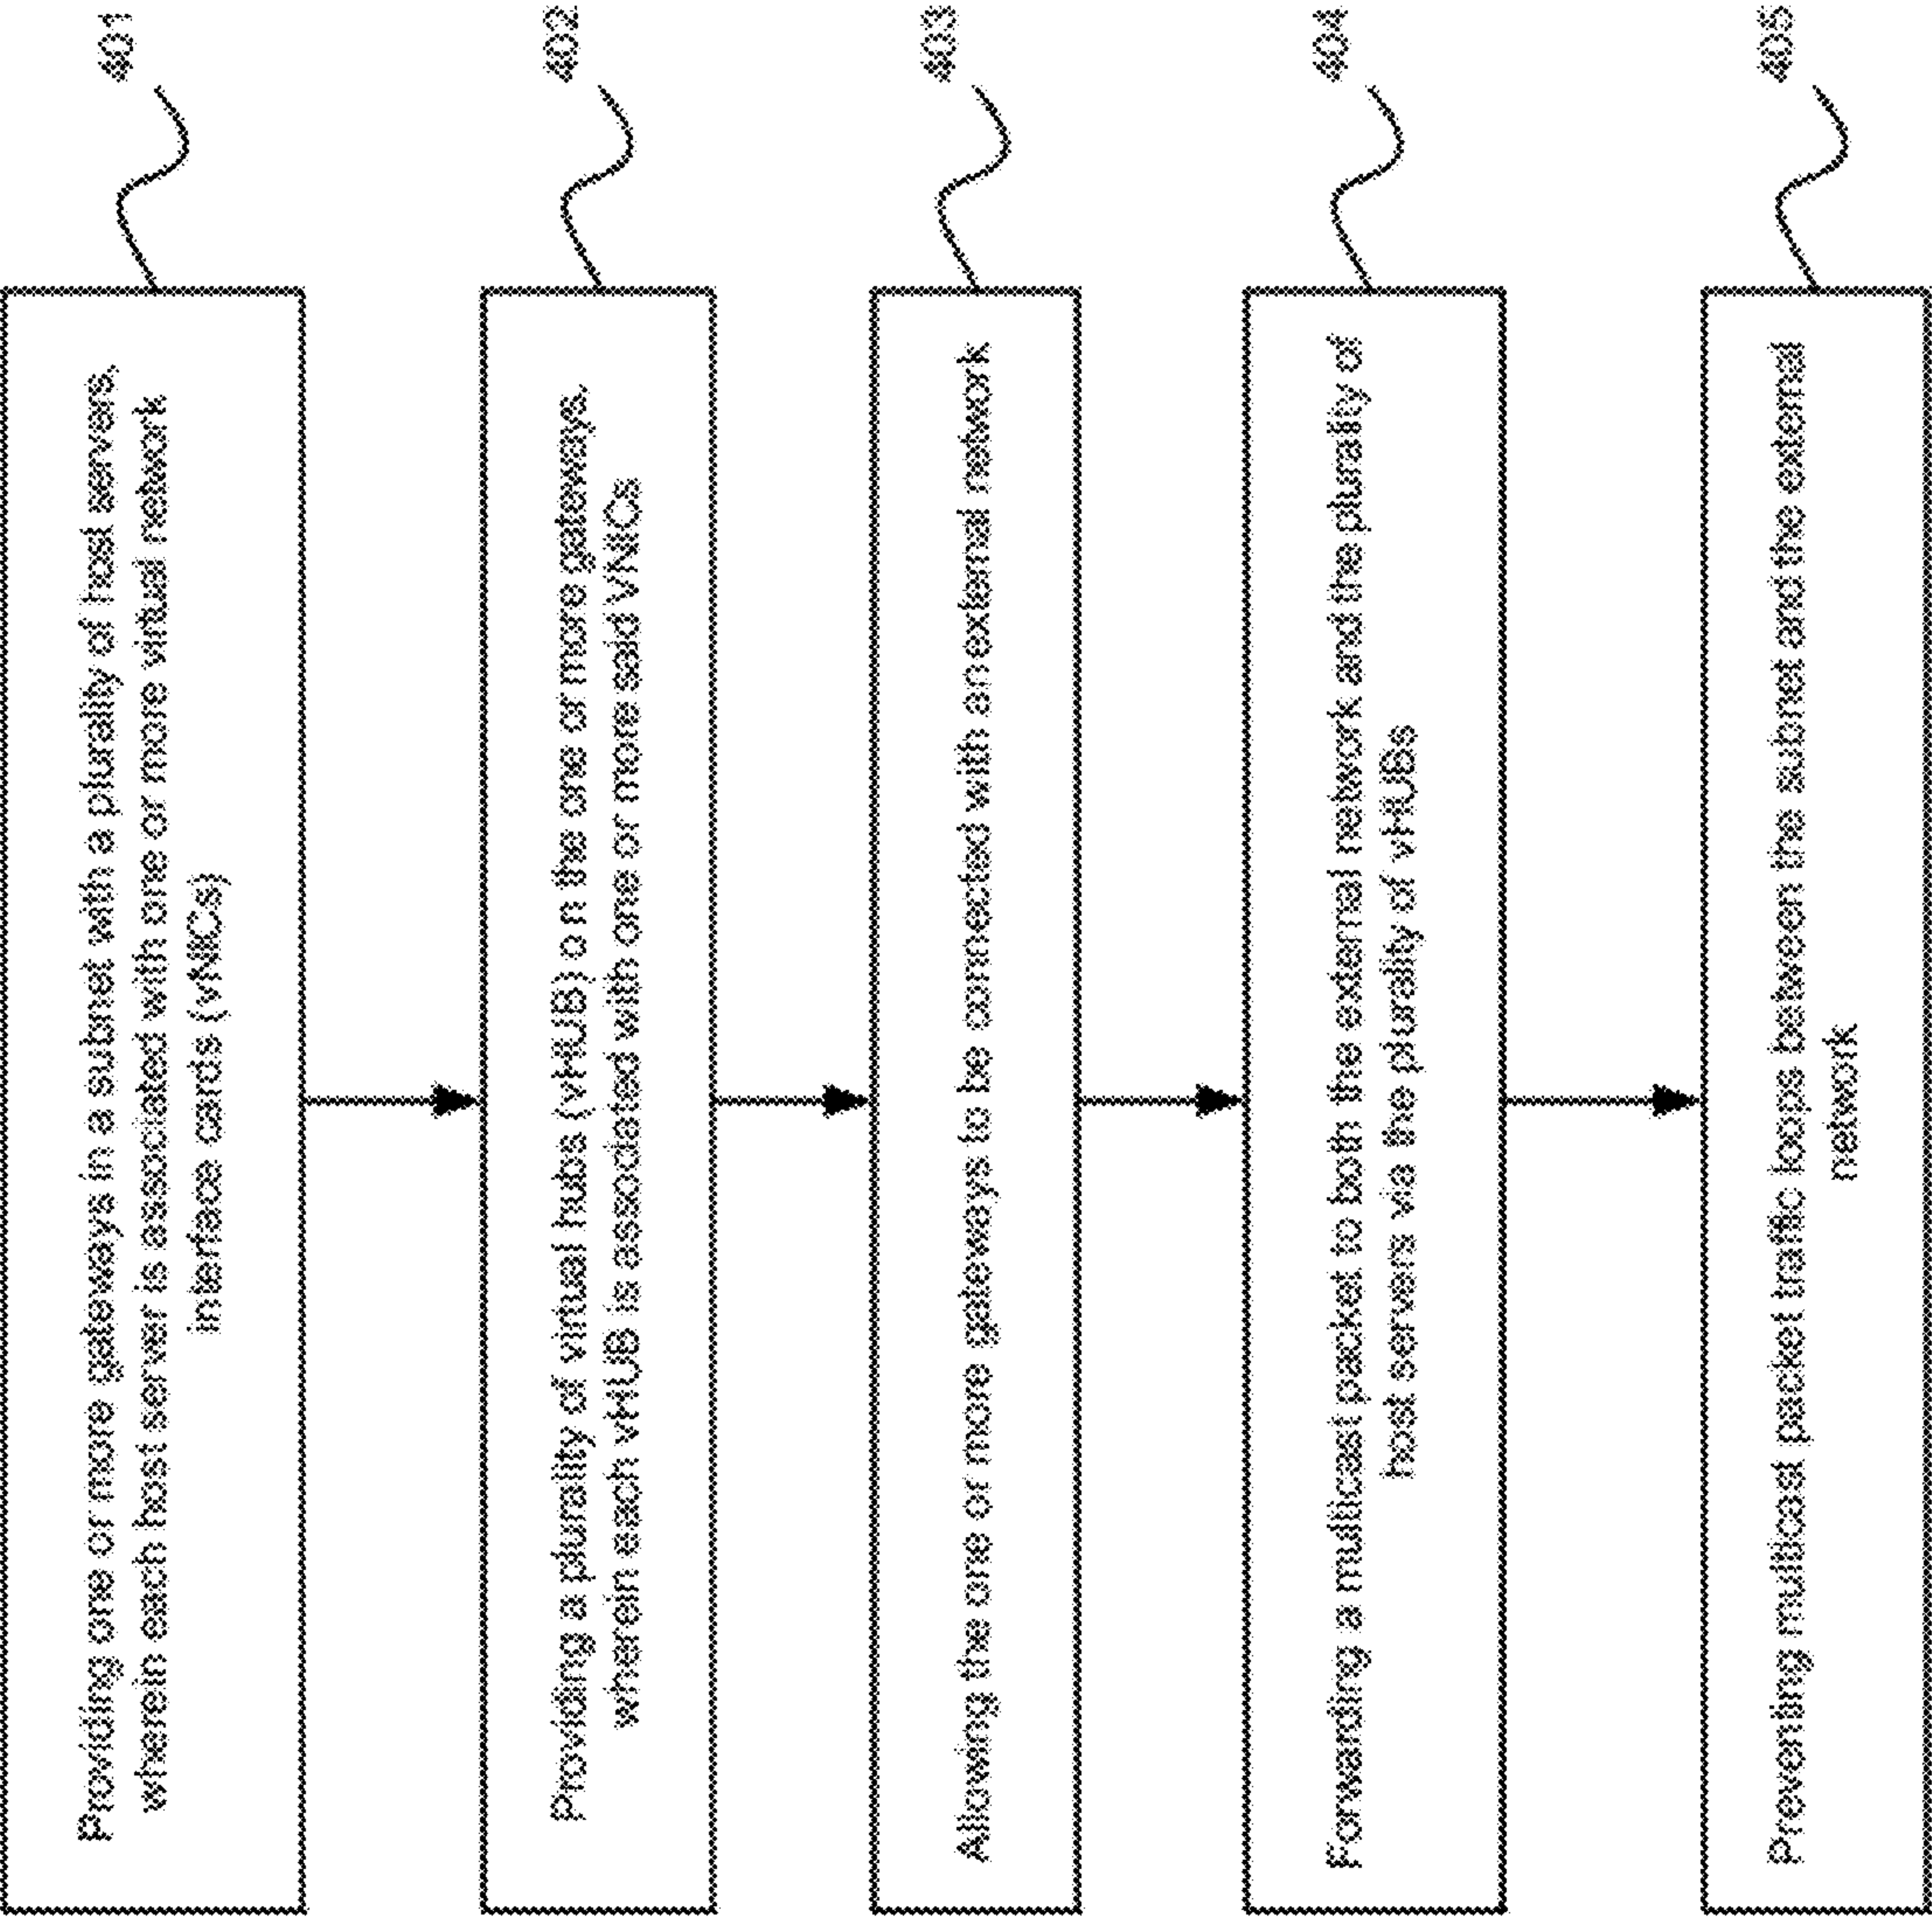 Providing one or more gateways in a subnet with a plurality of host servers,
wherein each host server is associated with one or more virtual network
interface cards (vNICs)
401
Providing a plurality of virtual hubs (vHUB) on the one or more gateways,
wherein each vHUB is associated with one or more said vNICs
402
Allowing the one or more gateways to be connected with an external network
403
Forwarding a multicast packet to both the external network and the plurality of
host servers via the plurality of vHUBs
404
Preventing multicast packet traffic loops between the subnet and the external
network
405